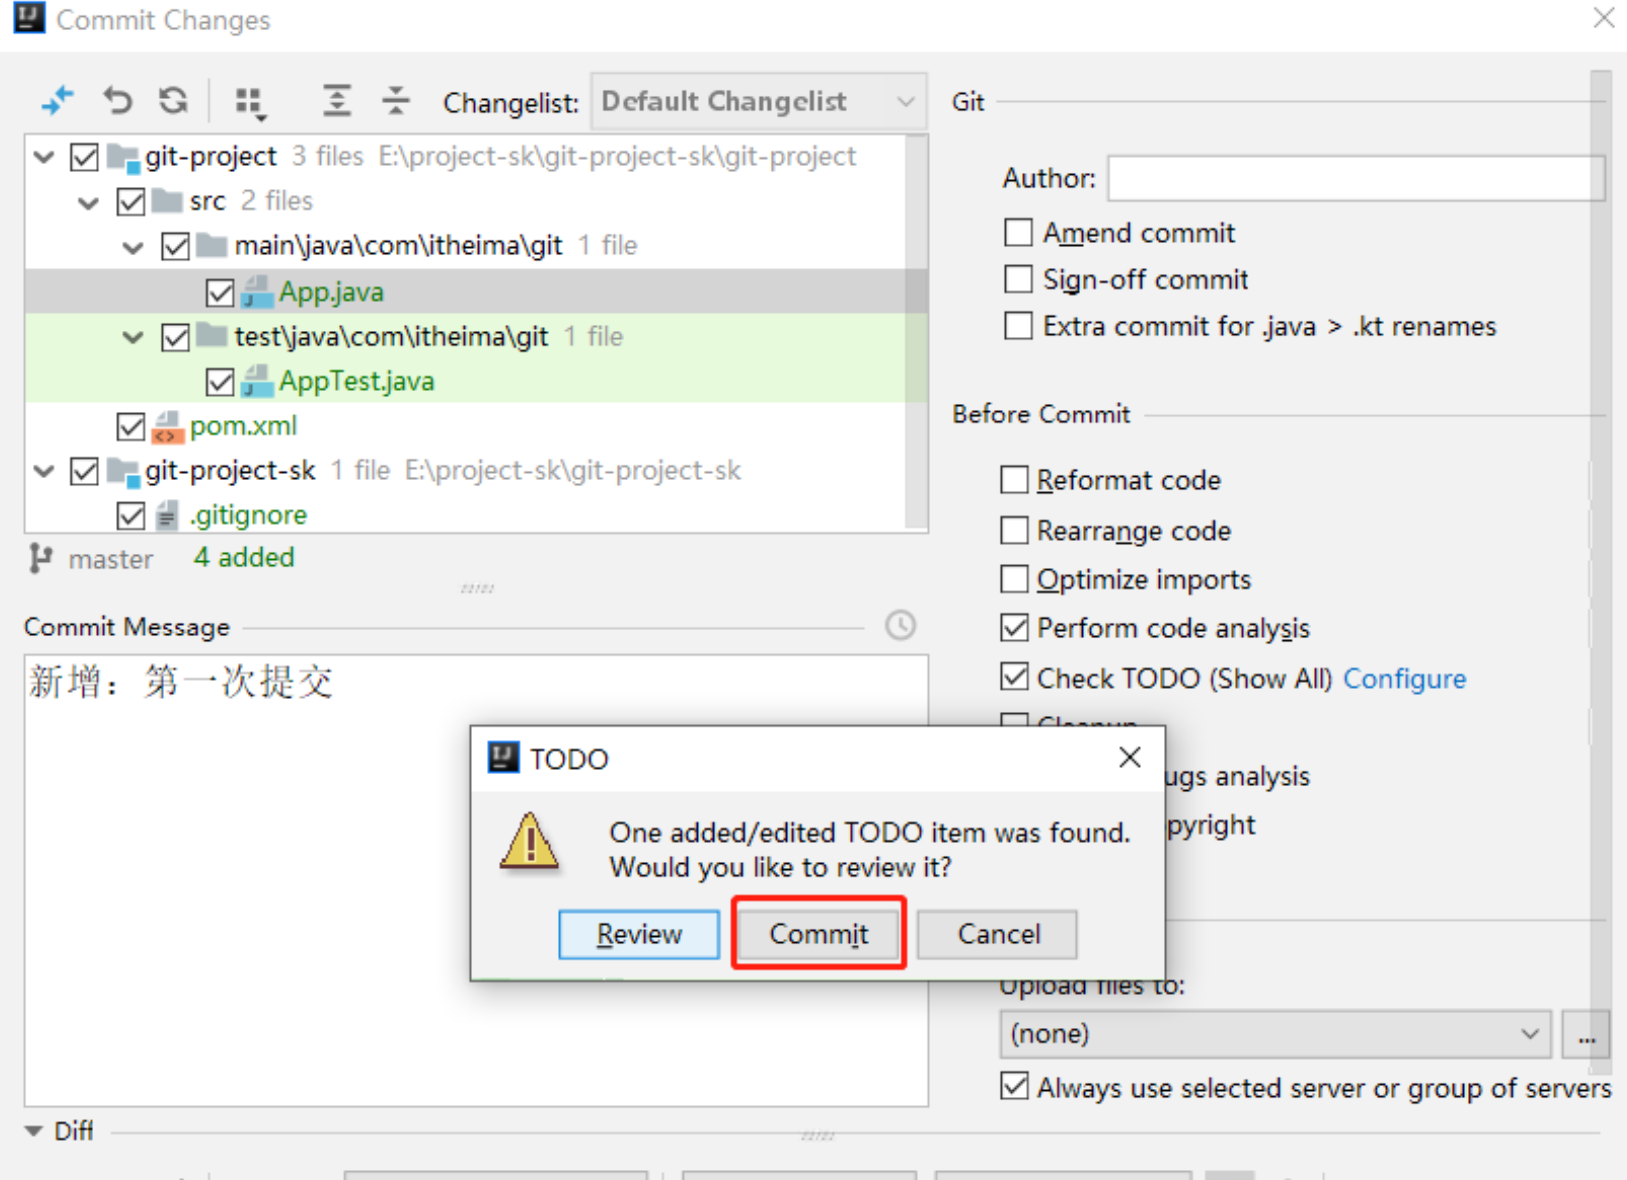 Commit Changes
Changelist: Default Changelist
git-project 3 files E:\project-sk\git-project-sk\git-project
src 2 files
main\java\com\itheima\git 1 file
App.java
test\java\com\itheima\git 1 file
AppTest.java
pom.xml
git-project-sk 1 file E:\project-sk\git-project-sk
.gitignore
master 4 added
Commit Message
新增：第一次提交
Git
Author:
Amend commit
Sign-off commit
Extra commit for .java > .kt renames
Before Commit
Reformat code
Rearrange code
Optimize imports
Perform code analysis
Check TODO (Show All) Configure
Cleanup
ugs analysis
pyright
TODO
One added/edited TODO item was found.
Would you like to review it?
Review Commit Cancel
Upload files to:
(none)
...
Always use selected server or group of servers
Diff